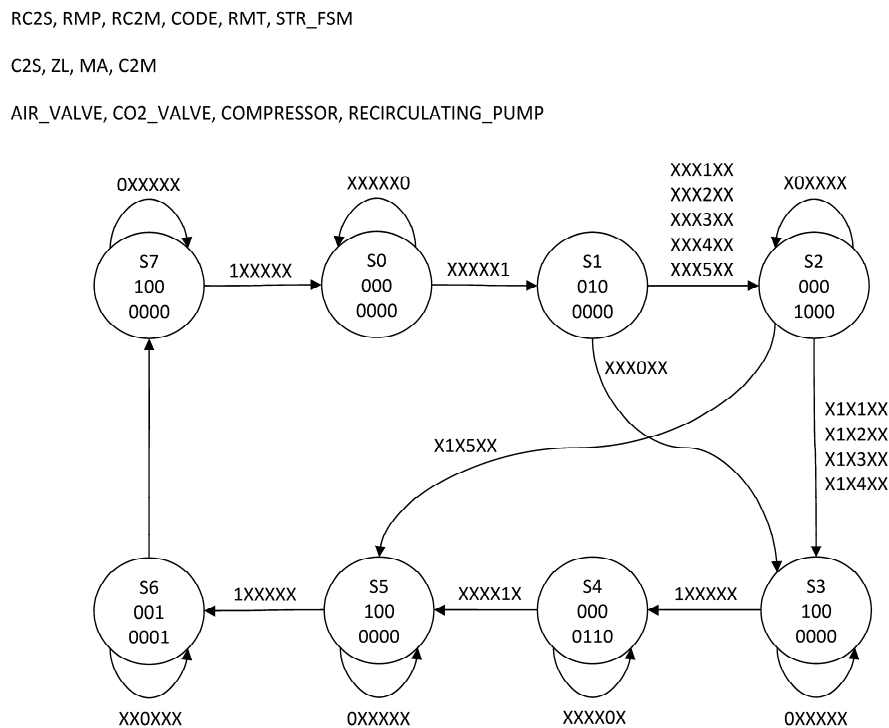 RC2S, RMP, RC2M, CODE, RMT, STR_FSM
C2S, ZL, MA, C2M
AIR_VALVE, CO2_VALVE, COMPRESSOR, RECIRCULATING_PUMP
0XXXXX
XXXXX0
XXX1XX
XXX2XX
XXX3XX
XXX4XX
XXX5XX
X0XXXX
S7
100
0000
1XXXXX
S0
000
0000
XXXXX1
S1
010
0000
S2
000
1000
XXX0XX
X1X5XX
X1X1XX
X1X2XX
X1X3XX
X1X4XX
S6
001
0001
1XXXXX
S5
100
0000
XXXX1X
S4
000
0110
1XXXXX
S3
100
0000
XX0XXX
0XXXXX
XXXX0X
0XXXXX